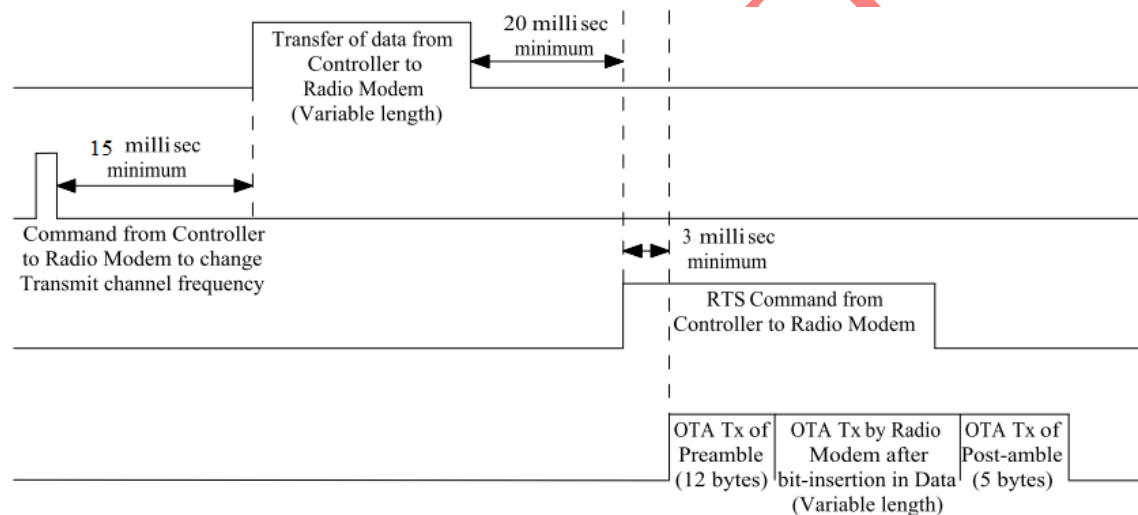 Transfer of data from
Controller to
Radio Modem
(Variable length)
20 milli sec
minimum
15 milli sec
minimum
Command from Controller
to Radio Modem to change
Transmit channel frequency
3 milli sec
minimum
RTS Command from
Controller to Radio Modem
OTA Tx of
Preamble
(12 bytes)
OTA Tx by Radio
Modem after
bit-insertion in Data
(Variable length)
OTA Tx of
Post-amble
(5 bytes)